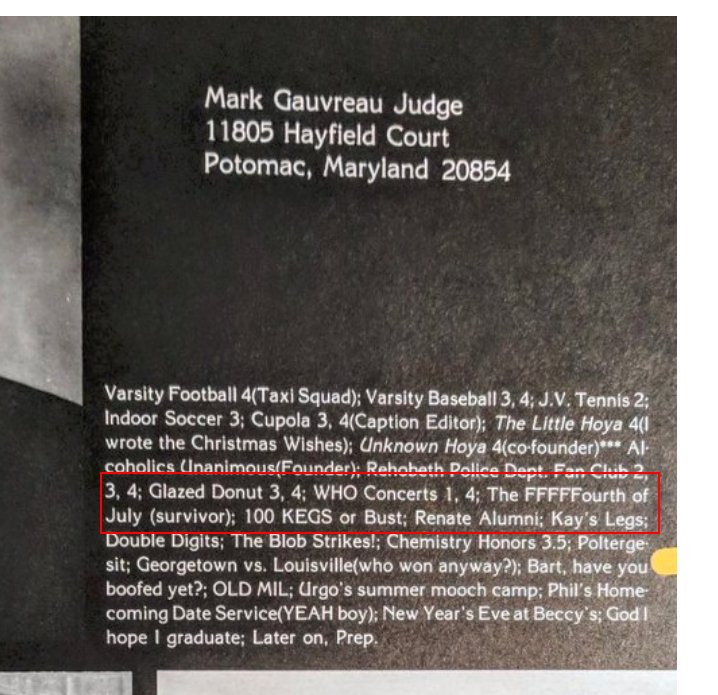 Mark Gauvreau Judge
11805 Hayfield Court
Potomac, Maryland 20854
Varsity Football 4(Taxi Squad); Varsity Baseball 3, 4; J.V. Tennis 2;
Indoor Soccer 3; Cupola 3, 4(Caption Editor); The Little Hoya 4(I
wrote the Christmas Wishes); Unknown Hoya 4(co-founder)*** Al-
coholics Unanimous(Founder); Rehobeth Police Dept. Fan Club 2,
3, 4; Glazed Donut 3, 4; WHO Concerts 1, 4; The FFFFFourth of
July (survivor); 100 KEGS or Bust; Renate Alumni; Kay's Legs;
Double Digits; The Blob Strikes!; Chemistry Honors 3.5; Polterge-
sit; Georgetown vs. Louisville(who won anyway?); Bart, have you
boofed yet?; OLD MIL; Urgo's summer mooch camp; Phil's Home-
coming Date Service(YEAH boy); New Year's Eve at Beccy's; God I
hope I graduate; Later on, Prep.